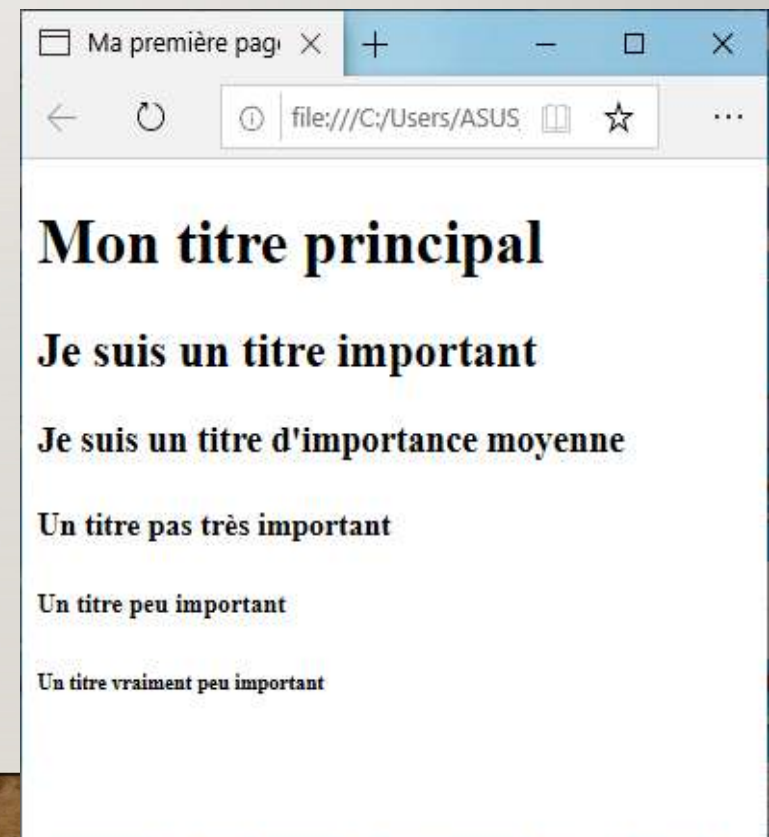 Ma première pag
file:///C:/Users/ASUS
Mon titre principal
Je suis un titre important
Je suis un titre d'importance moyenne
Un titre pas très important
Un titre peu important
Un titre vraiment peu important